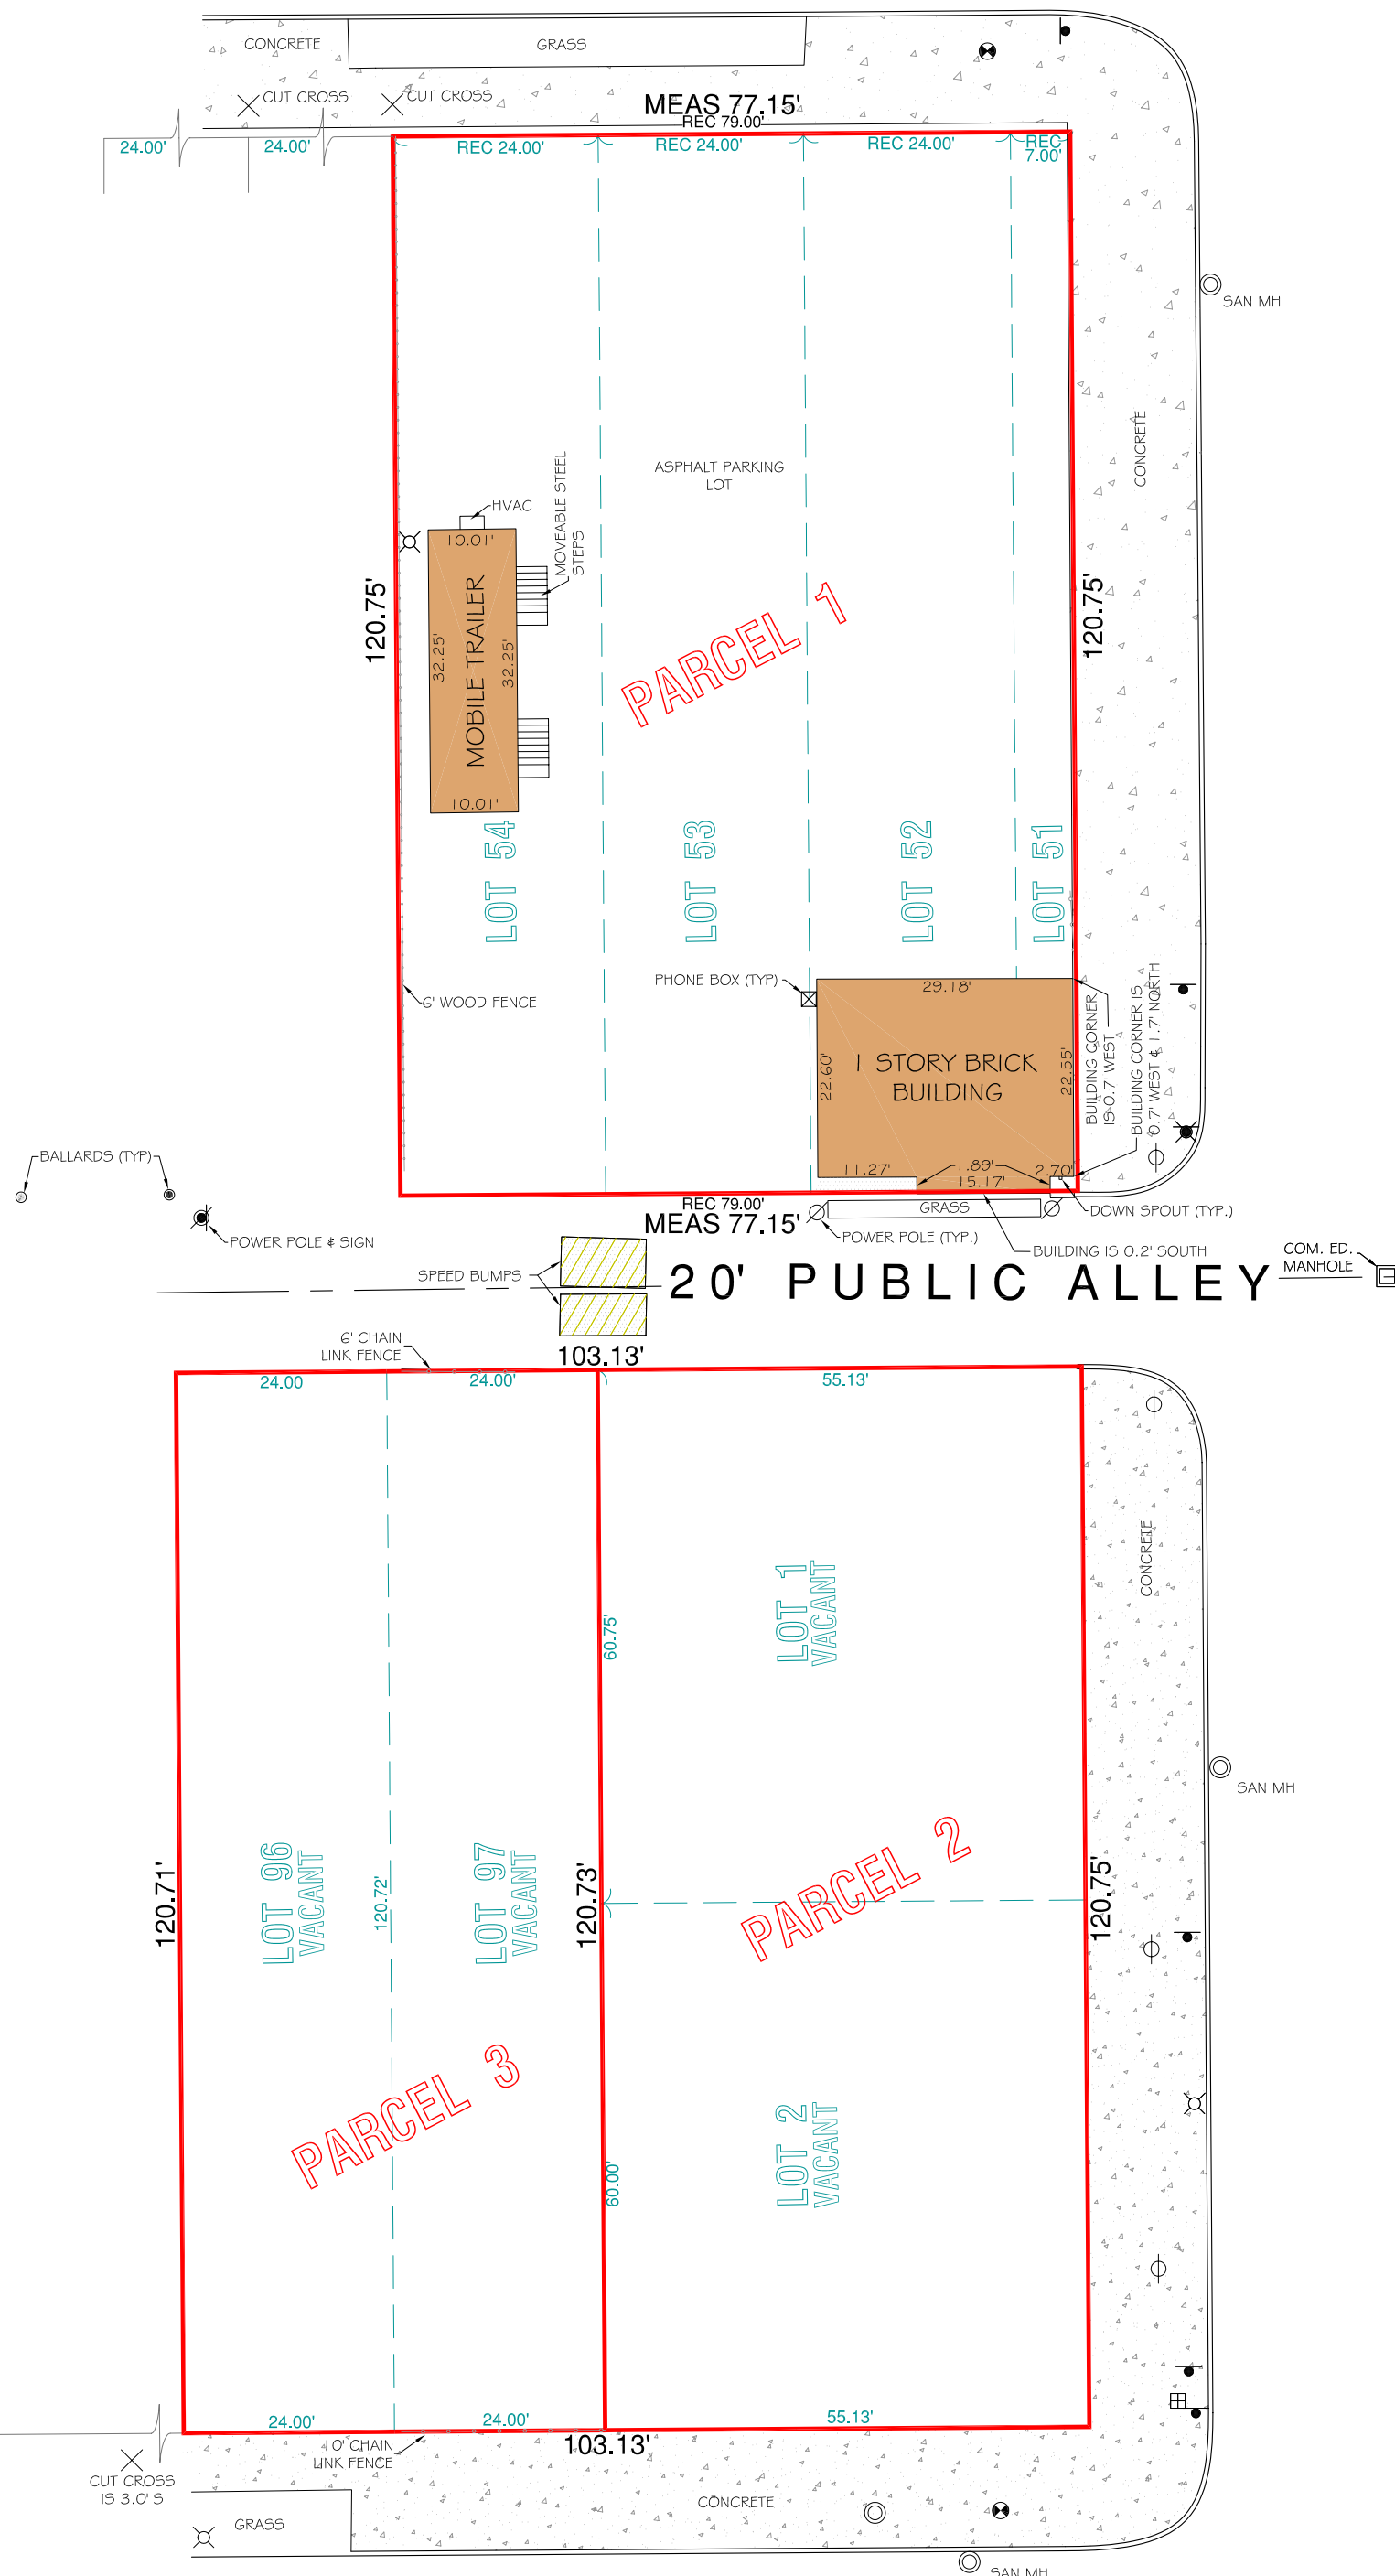 CONCRETE
GRASS
CUT CROSS
CUT CROSS
MEAS 77.15'
REC 79.00'
24.00'
24.00'
REC 24.00'
REC 24.00'
REC 24.00'
REC
7.00'
SAN MH
CONCRETE
ASPHALT PARKING
LOT
HVAC
MOVEABLE STEEL
STEPS
10.01'
120.75'
32.25'
MOBILE TRAILER
32.25'
10.01'
120.75'
PARCEL 1
LOT 54
LOT 53
LOT 52
LOT 51
PHONE BOX (TYP)
6' WOOD FENCE
29.18'
22.60'
1 STORY BRICK
BUILDING
22.55'
BUILDING CORNER
IS 0.7' WEST
BUILDING CORNER IS
0.7' WEST & 1.7' NORTH
11.27'
1.89'
15.17'
2.70'
BALLARDS (TYP)
POWER POLE & SIGN
REC 79.00'
MEAS 77.15'
GRASS
DOWN SPOUT (TYP.)
POWER POLE (TYP.)
BUILDING IS 0.2' SOUTH
SPEED BUMPS
20' PUBLIC ALLEY
COM. ED.
MANHOLE
6' CHAIN
LINK FENCE
103.13'
24.00
24.00'
55.13'
CONCRETE
LOT 1
VACANT
60.75'
SAN MH
120.71'
LOT 96
VACANT
120.72'
LOT 97
VACANT
120.73'
PARCEL 2
120.75'
PARCEL 3
60.00'
LOT 2
VACANT
24.00'
24.00'
55.13'
10' CHAIN
LINK FENCE
103.13'
CUT CROSS
IS 3.0' S
GRASS
CONCRETE
SAN MH